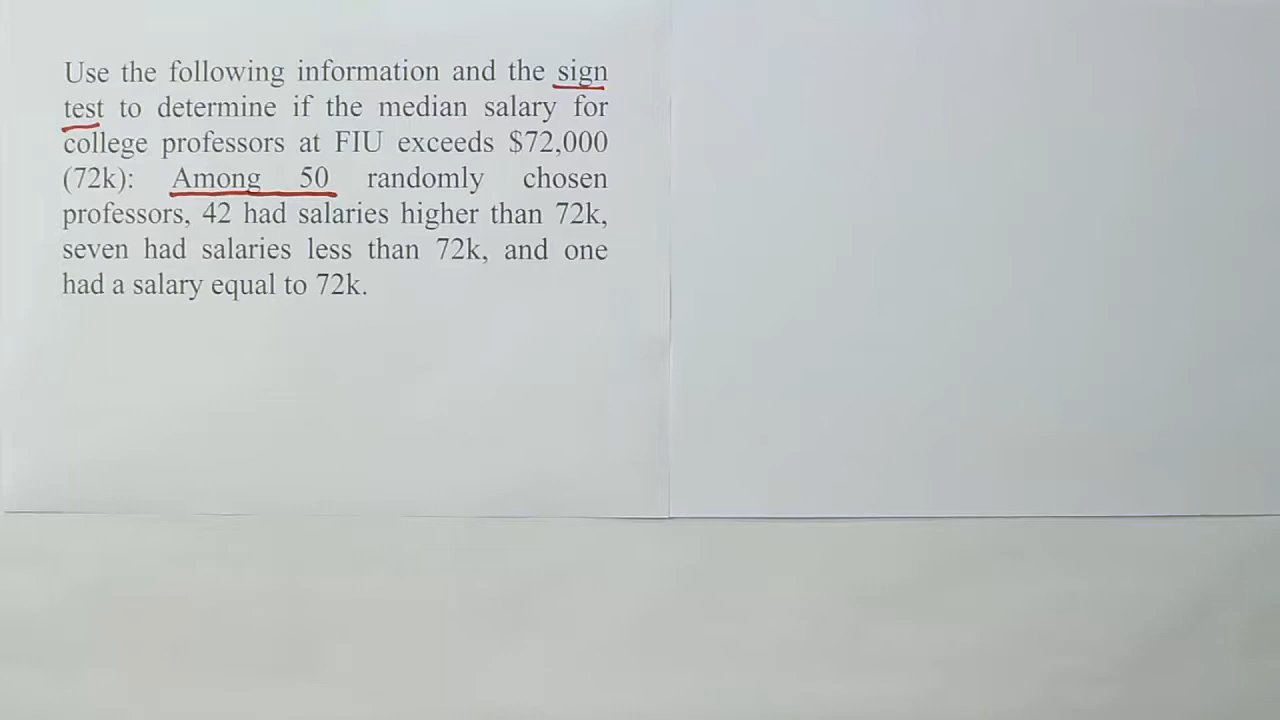 Use the following information and the sign
test to determine if the median salary for
college professors at FIU exceeds $72,000
(72k): Among 50 randomly chosen
professors, 42 had salaries higher than 72k,
seven had salaries less than 72k, and one
had a salary equal to 72k.